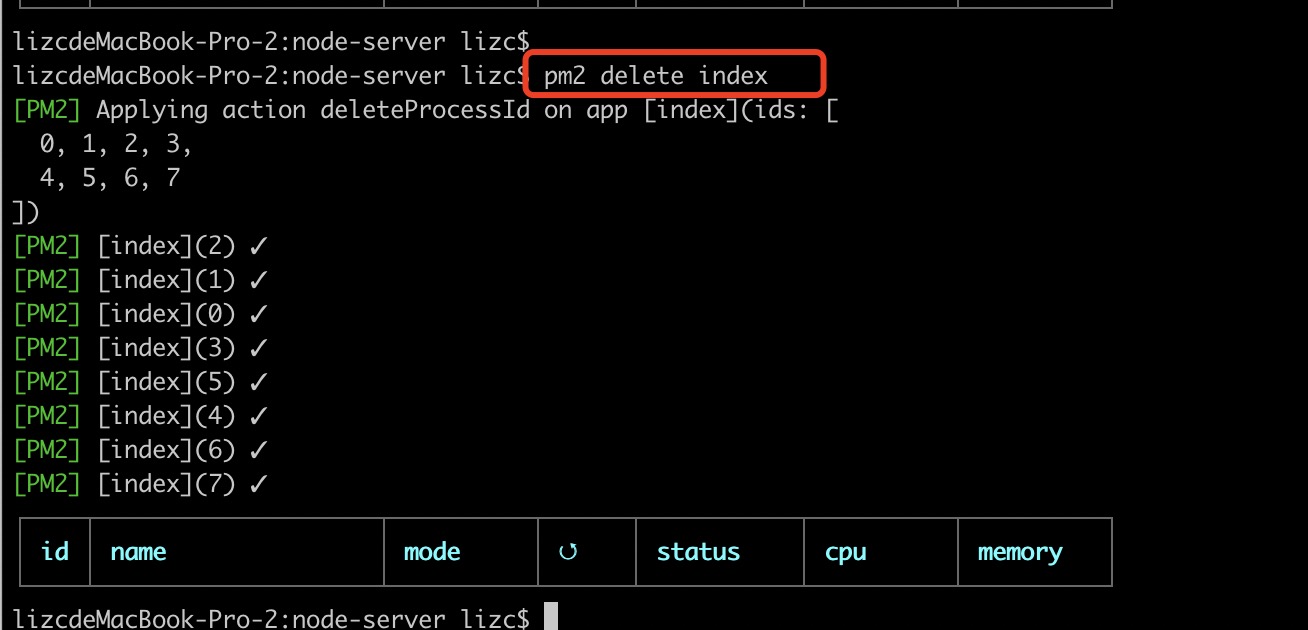 lizcdeMacBook-Pro-2:node-server lizc$
lizcdeMacBook-Pro-2:node-server lizc$ pm2 delete index
[PM2] Applying action deleteProcessId on app [index](ids: [
  0, 1, 2, 3,
  4, 5, 6, 7
])
[PM2] [index](2) ✓
[PM2] [index](1) ✓
[PM2] [index](0) ✓
[PM2] [index](3) ✓
[PM2] [index](5) ✓
[PM2] [index](4) ✓
[PM2] [index](6) ✓
[PM2] [index](7) ✓
id name mode ↺ status cpu memory
lizcdeMacBook-Pro-2:node-server lizc$